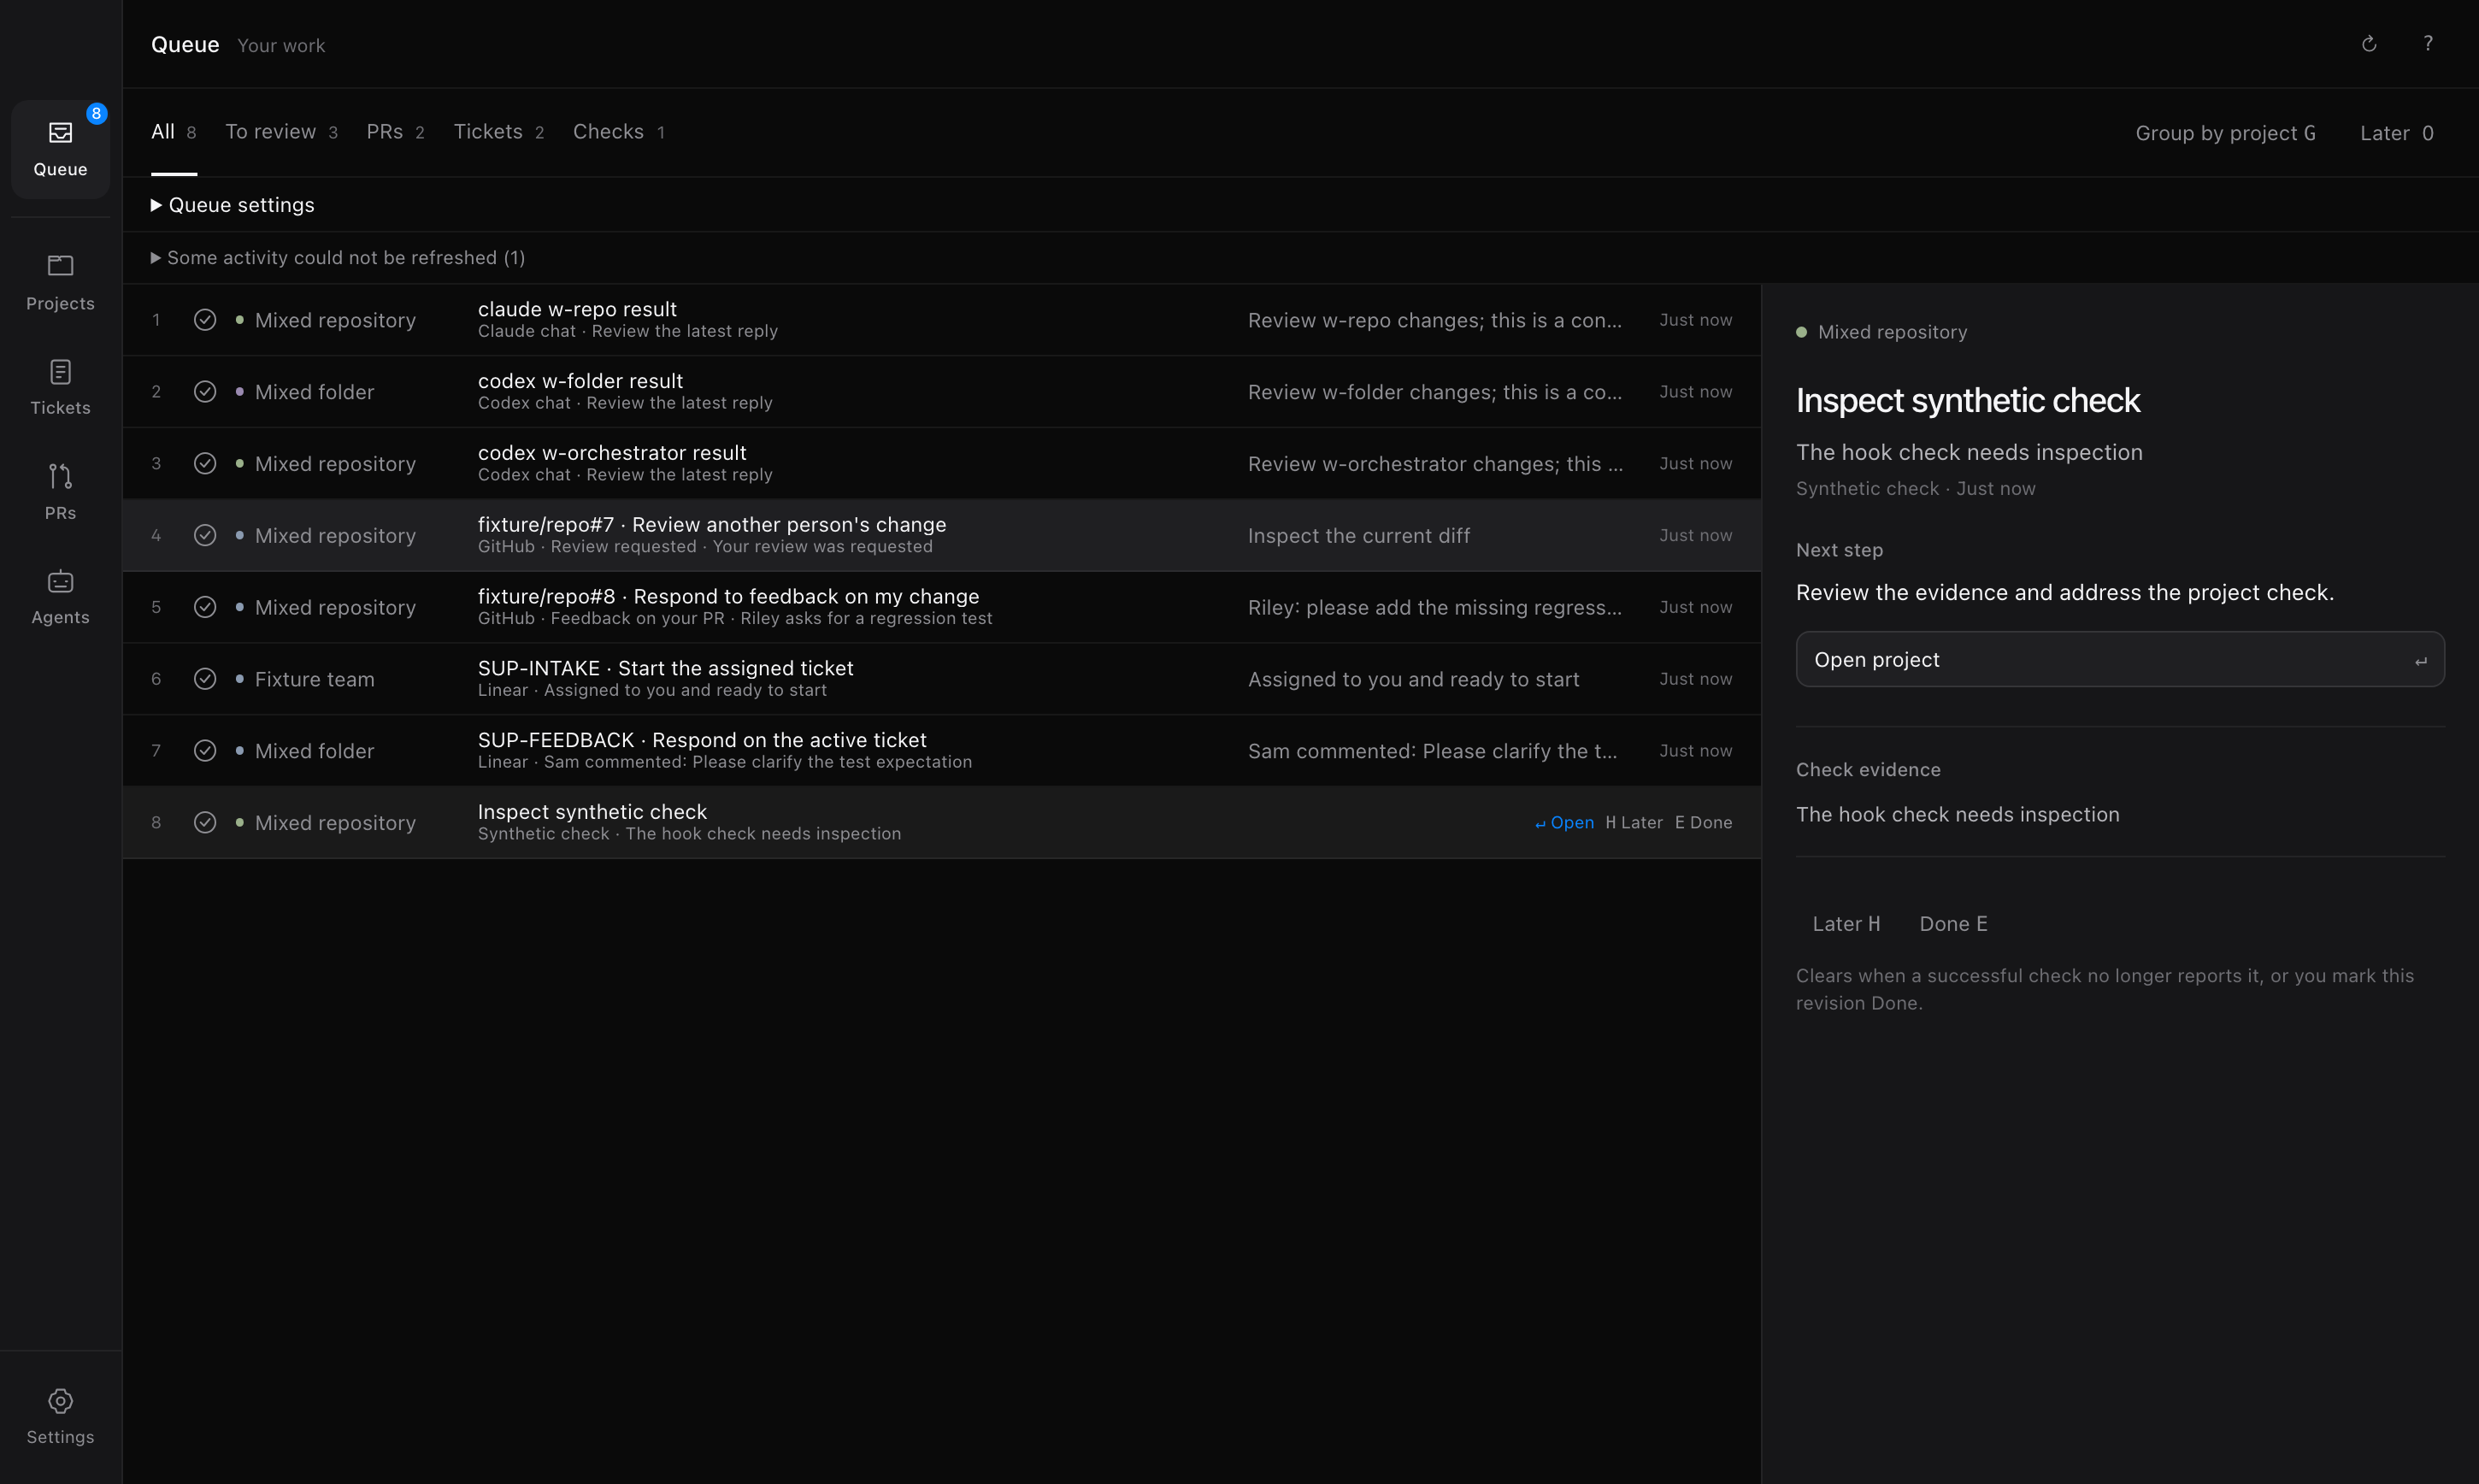 Queue Your work ?
8
Queue
Projects
Tickets
PRs
Agents
Settings
All 8 To review 3 PRs 2 Tickets 2 Checks 1 Group by project G Later 0
Queue settings
Some activity could not be refreshed (1)
1 Mixed repository claude w-repo result Review w-repo changes; this is a con... Just now
Claude chat · Review the latest reply
2 Mixed folder codex w-folder result Review w-folder changes; this is a co... Just now
Codex chat · Review the latest reply
3 Mixed repository codex w-orchestrator result Review w-orchestrator changes; this ... Just now
Codex chat · Review the latest reply
4 Mixed repository fixture/repo#7 · Review another person's change Inspect the current diff Just now
GitHub · Review requested · Your review was requested
5 Mixed repository fixture/repo#8 · Respond to feedback on my change Riley: please add the missing regress... Just now
GitHub · Feedback on your PR · Riley asks for a regression test
6 Fixture team SUP-INTAKE · Start the assigned ticket Assigned to you and ready to start Just now
Linear · Assigned to you and ready to start
7 Mixed folder SUP-FEEDBACK · Respond on the active ticket Sam commented: Please clarify the t... Just now
Linear · Sam commented: Please clarify the test expectation
8 Mixed repository Inspect synthetic check ↵ Open H Later E Done
Synthetic check · The hook check needs inspection
Mixed repository
Inspect synthetic check
The hook check needs inspection
Synthetic check · Just now
Next step
Review the evidence and address the project check.
Open project ↵
Check evidence
The hook check needs inspection
Later H Done E
Clears when a successful check no longer reports it, or you mark this
revision Done.